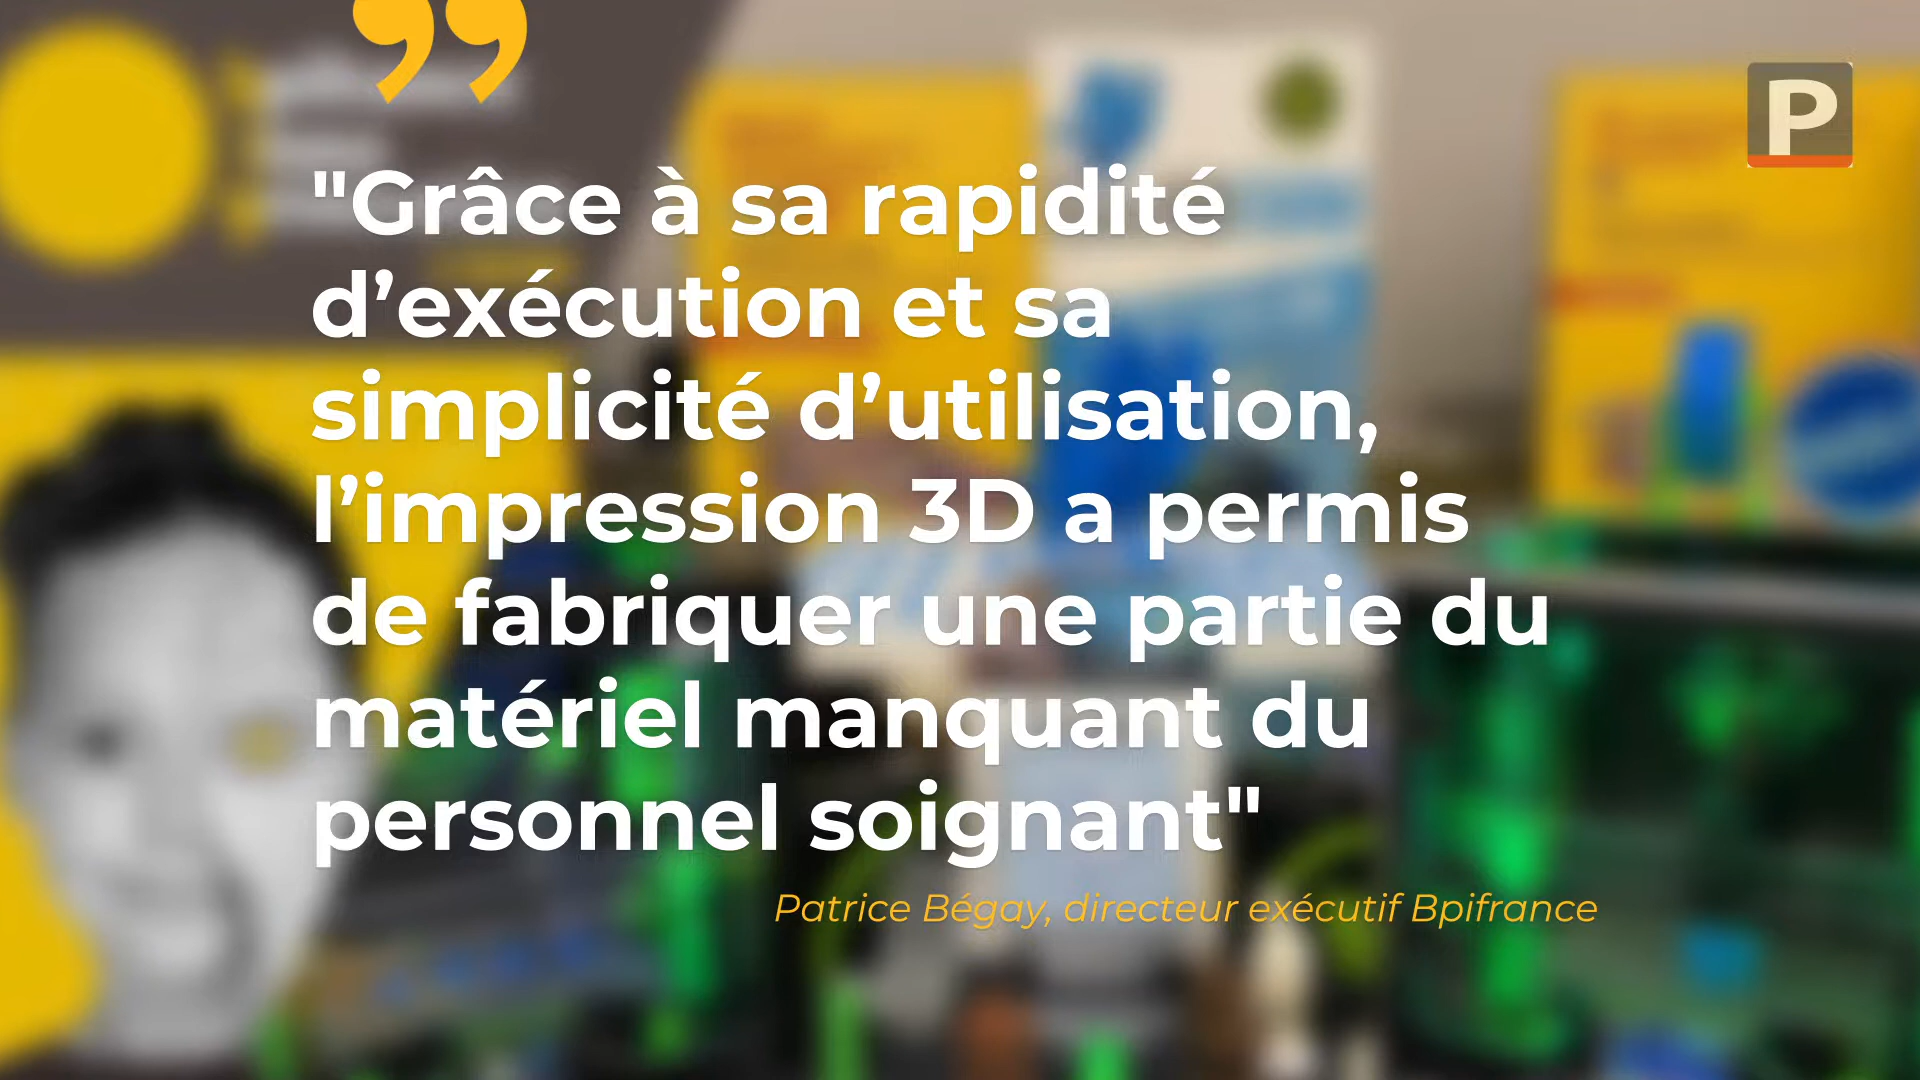 ”
P
"Grâce à sa rapidité
d’exécution et sa
simplicité d’utilisation,
l’impression 3D a permis
de fabriquer une partie du
matériel manquant du
personnel soignant"
Patrice Bégay, directeur exécutif Bpifrance